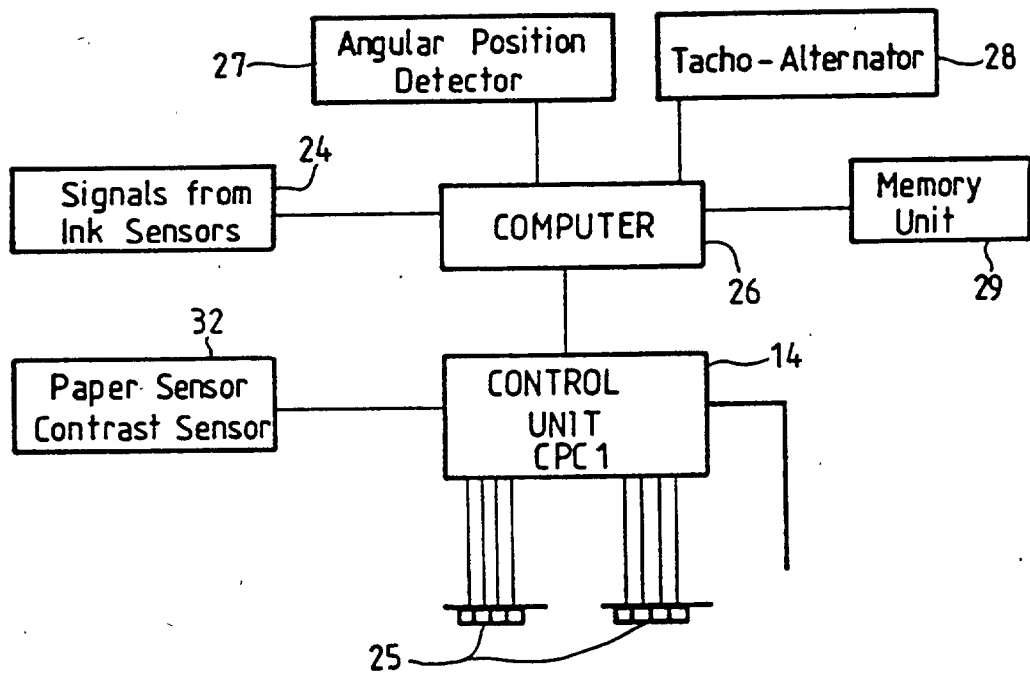 27
Angular Position
Detector
Tacho-Alternator
28
24
Signals from
Ink Sensors
COMPUTER
26
Memory
Unit
29
32
Paper Sensor
Contrast Sensor
CONTROL
UNIT
CPC1
14
25